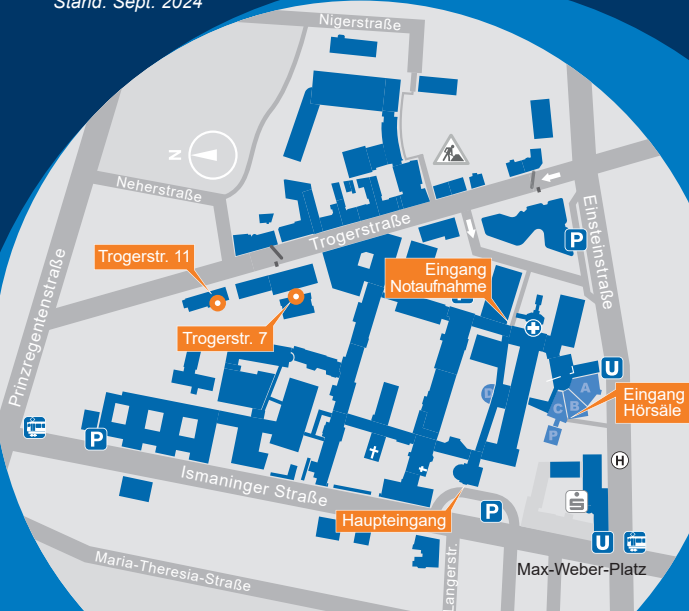 Stand: Sept. 2024
Nigerstraße
N
Neherstraße
Trogerstraße
Einsteinstraße
P
Prinzregentenstraße
Trogerstr. 11
Eingang
Notaufnahme
Trogerstr. 7
U
A
B
C
D
P
Eingang
Hörsäle
P
H
Ismaninger Straße
Haupteingang
P
S
U
Max-Weber-Platz
Maria-Theresia-Straße
Langerstr.